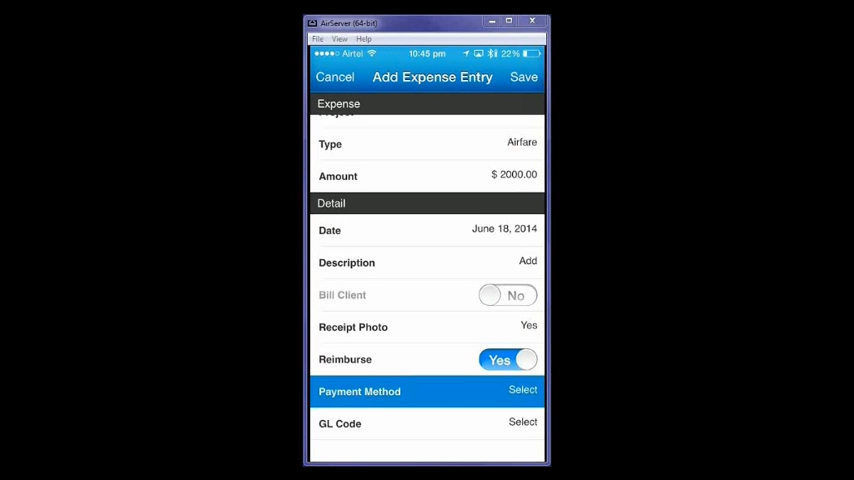 AirServer (64-bit)
File View Help
Airtel 10:45 pm 22%
Cancel Add Expense Entry Save
Expense
Project
Type Airfare
Amount $ 2000.00
Detail
Date June 18, 2014
Description Add
Bill Client No
Receipt Photo Yes
Reimburse Yes
Payment Method Select
GL Code Select